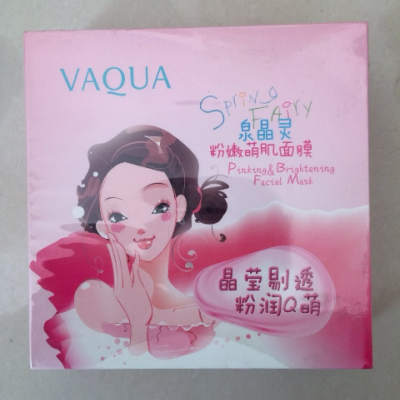 VAQUA
Spring
Fairy
泉晶灵
粉嫩萌肌面膜
Pinking&Brightening
Facial Mask
晶莹剔透
粉润Q萌